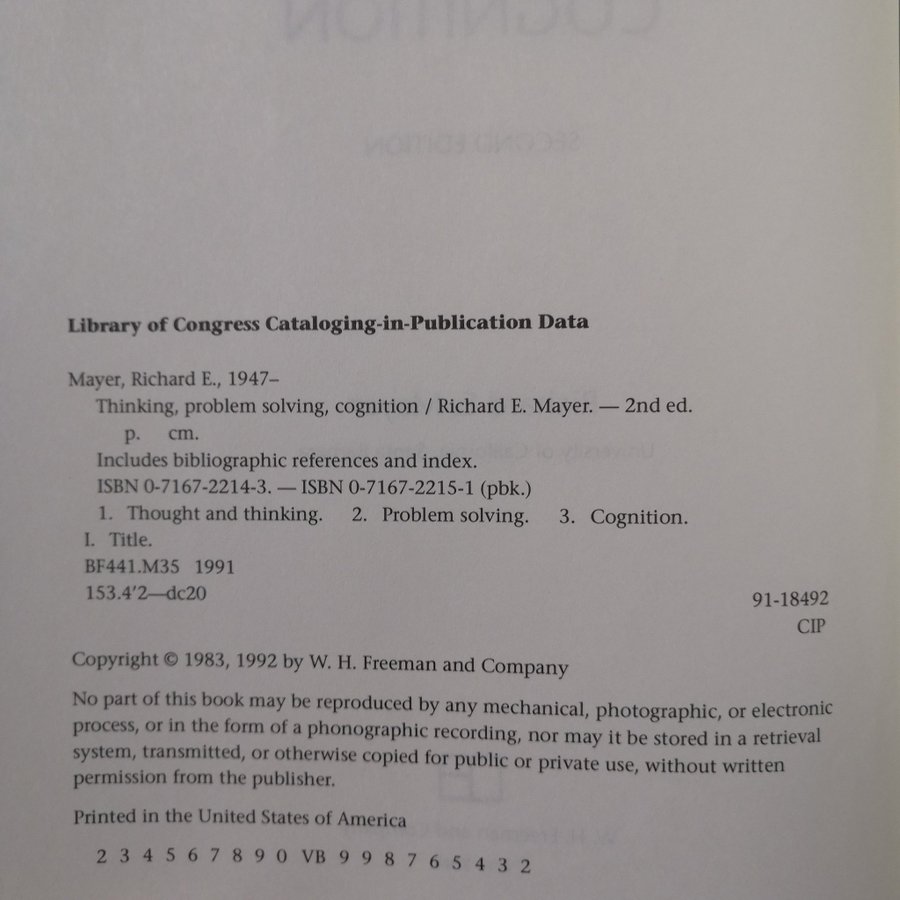 COGNITION
SECOND EDITION
Library of Congress Cataloging-in-Publication Data
Mayer, Richard E., 1947–
Thinking, problem solving, cognition / Richard E. Mayer. — 2nd ed.
p. cm.
Includes bibliographic references and index.
ISBN 0-7167-2214-3. — ISBN 0-7167-2215-1 (pbk.)
1. Thought and thinking. 2. Problem solving. 3. Cognition.
I. Title.
BF441.M35 1991
153.4'2—dc20
91-18492
CIP
Copyright © 1983, 1992 by W. H. Freeman and Company
No part of this book may be reproduced by any mechanical, photographic, or electronic
process, or in the form of a phonographic recording, nor may it be stored in a retrieval
system, transmitted, or otherwise copied for public or private use, without written
permission from the publisher.
Printed in the United States of America
2 3 4 5 6 7 8 9 0 VB 9 9 8 7 6 5 4 3 2